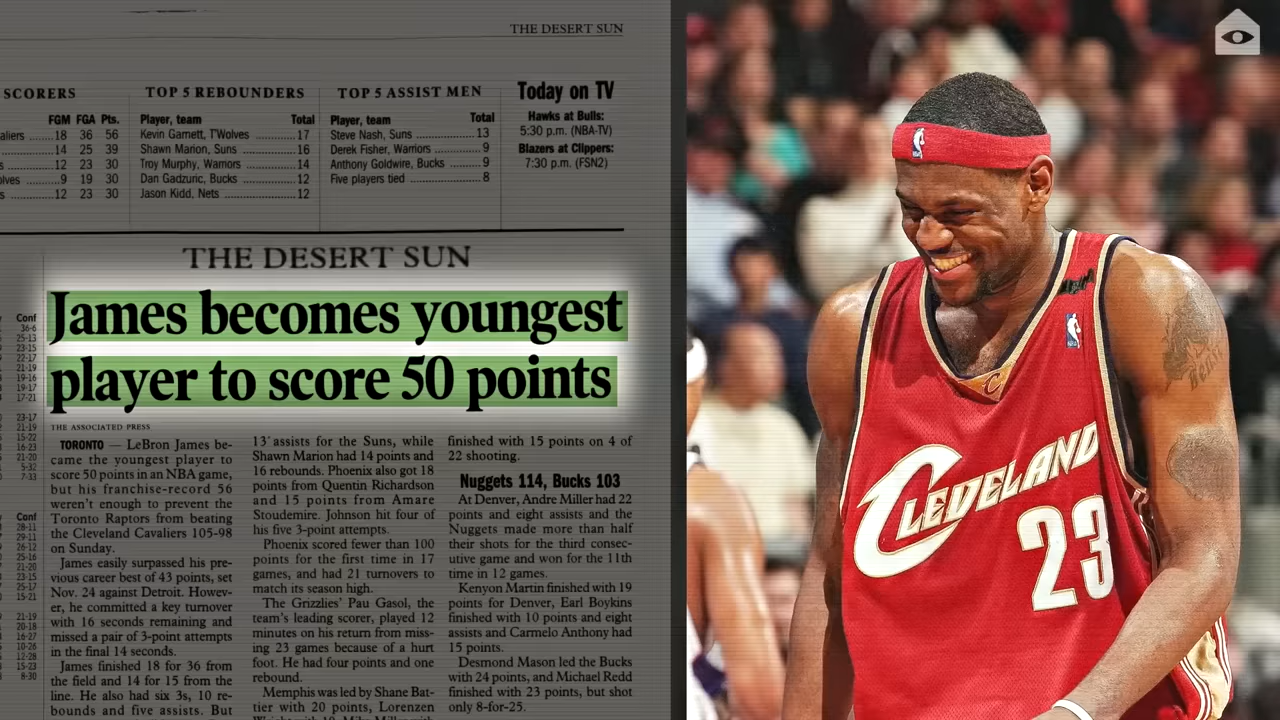 THE DESERT SUN
SCORERS
FGM FGA Pts.
aliers 18 36 56
14 25 39
12 23 30
olves 9 19 30
s 12 23 30
TOP 5 REBOUNDERS
Player, team Total
Kevin Garnett, T'Wolves 17
Shawn Marion, Suns 16
Troy Murphy, Warriors 14
Dan Gadzuric, Bucks 12
Jason Kidd, Nets 12
TOP 5 ASSIST MEN
Player, team Total
Steve Nash, Suns 13
Derek Fisher, Warriors 9
Anthony Goldwire, Bucks 9
Five players tied 8
Today on TV
Hawks at Bulls:
5:30 p.m. (NBA-TV)
Blazers at Clippers:
7:30 p.m. (FSN2)
THE DESERT SUN
James becomes youngest
player to score 50 points
THE ASSOCIATED PRESS
TORONTO — LeBron James be-
came the youngest player to
score 50 points in an NBA game,
but his franchise-record 56
weren't enough to prevent the
Toronto Raptors from beating
the Cleveland Cavaliers 105-98
on Sunday.
James easily surpassed his pre-
vious career best of 43 points, set
Nov. 24 against Detroit. Howev-
er, he committed a key turnover
with 16 seconds remaining and
missed a pair of 3-point attempts
in the final 14 seconds.
James finished 18 for 36 from
the field and 14 for 15 from the
line. He also had six 3s, 10 re-
bounds and five assists. But
13 assists for the Suns, while
Shawn Marion had 14 points and
16 rebounds. Phoenix also got 18
points from Quentin Richardson
and 15 points from Amare
Stoudemire. Johnson hit four of
his five 3-point attempts.
Phoenix scored fewer than 100
points for the first time in 17
games, and had 21 turnovers to
match its season high.
The Grizzlies' Pau Gasol, the
team's leading scorer, played 12
minutes on his return from miss-
ing 23 games because of a hurt
foot. He had four points and one
rebound.
Memphis was led by Shane Bat-
tier with 20 points, Lorenzen
finished with 15 points on 4 of
22 shooting.
Nuggets 114, Bucks 103
At Denver, Andre Miller had 22
points and eight assists and the
Nuggets made more than half
their shots for the third consec-
utive game and won for the 11th
time in 12 games.
Kenyon Martin finished with 19
points for Denver, Earl Boykins
finished with 10 points and eight
assists and Carmelo Anthony had
15 points.
Desmond Mason led the Bucks
with 24 points, and Michael Redd
finished with 23 points, but shot
only 8-for-25.
Conf
36-6
25-13
Conf
28-11
29-11
CLEVELAND
23